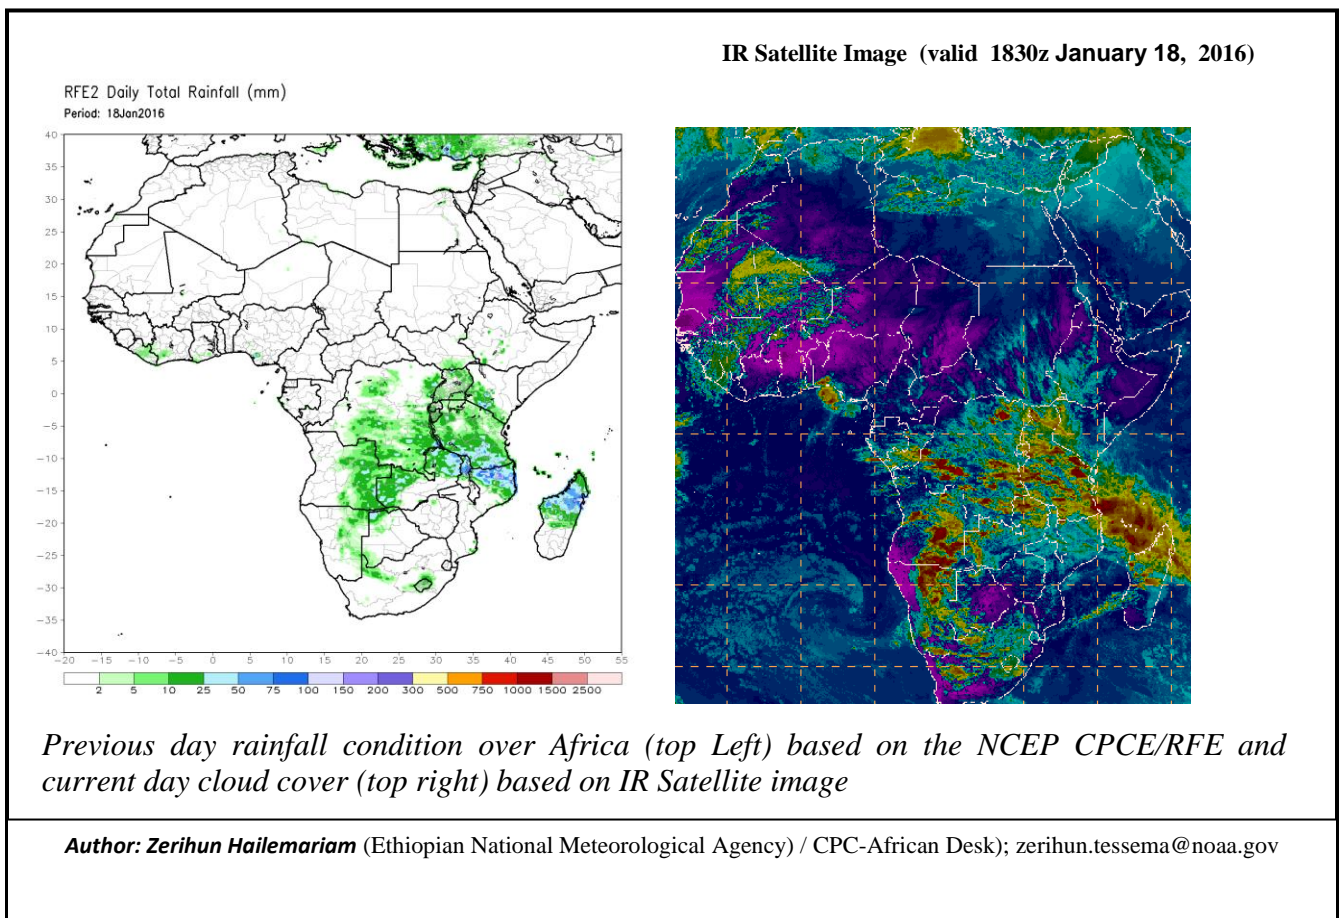 IR Satellite Image (valid 1830z January 18, 2016)
RFE2 Daily Total Rainfall (mm)
Period: 18Jan2016
40
35
30
25
20
15
10
5
0
-5
-10
-15
-20
-25
-30
-35
-40
-20 -15 -10 -5 0 5 10 15 20 25 30 35 40 45 50 55
2 5 10 25 50 75 100 150 200 300 500 750 1000 1500 2500
Previous day rainfall condition over Africa (top Left) based on the NCEP CPCE/RFE and
current day cloud cover (top right) based on IR Satellite image
Author: Zerihun Hailemariam (Ethiopian National Meteorological Agency) / CPC-African Desk); zerihun.tessema@noaa.gov